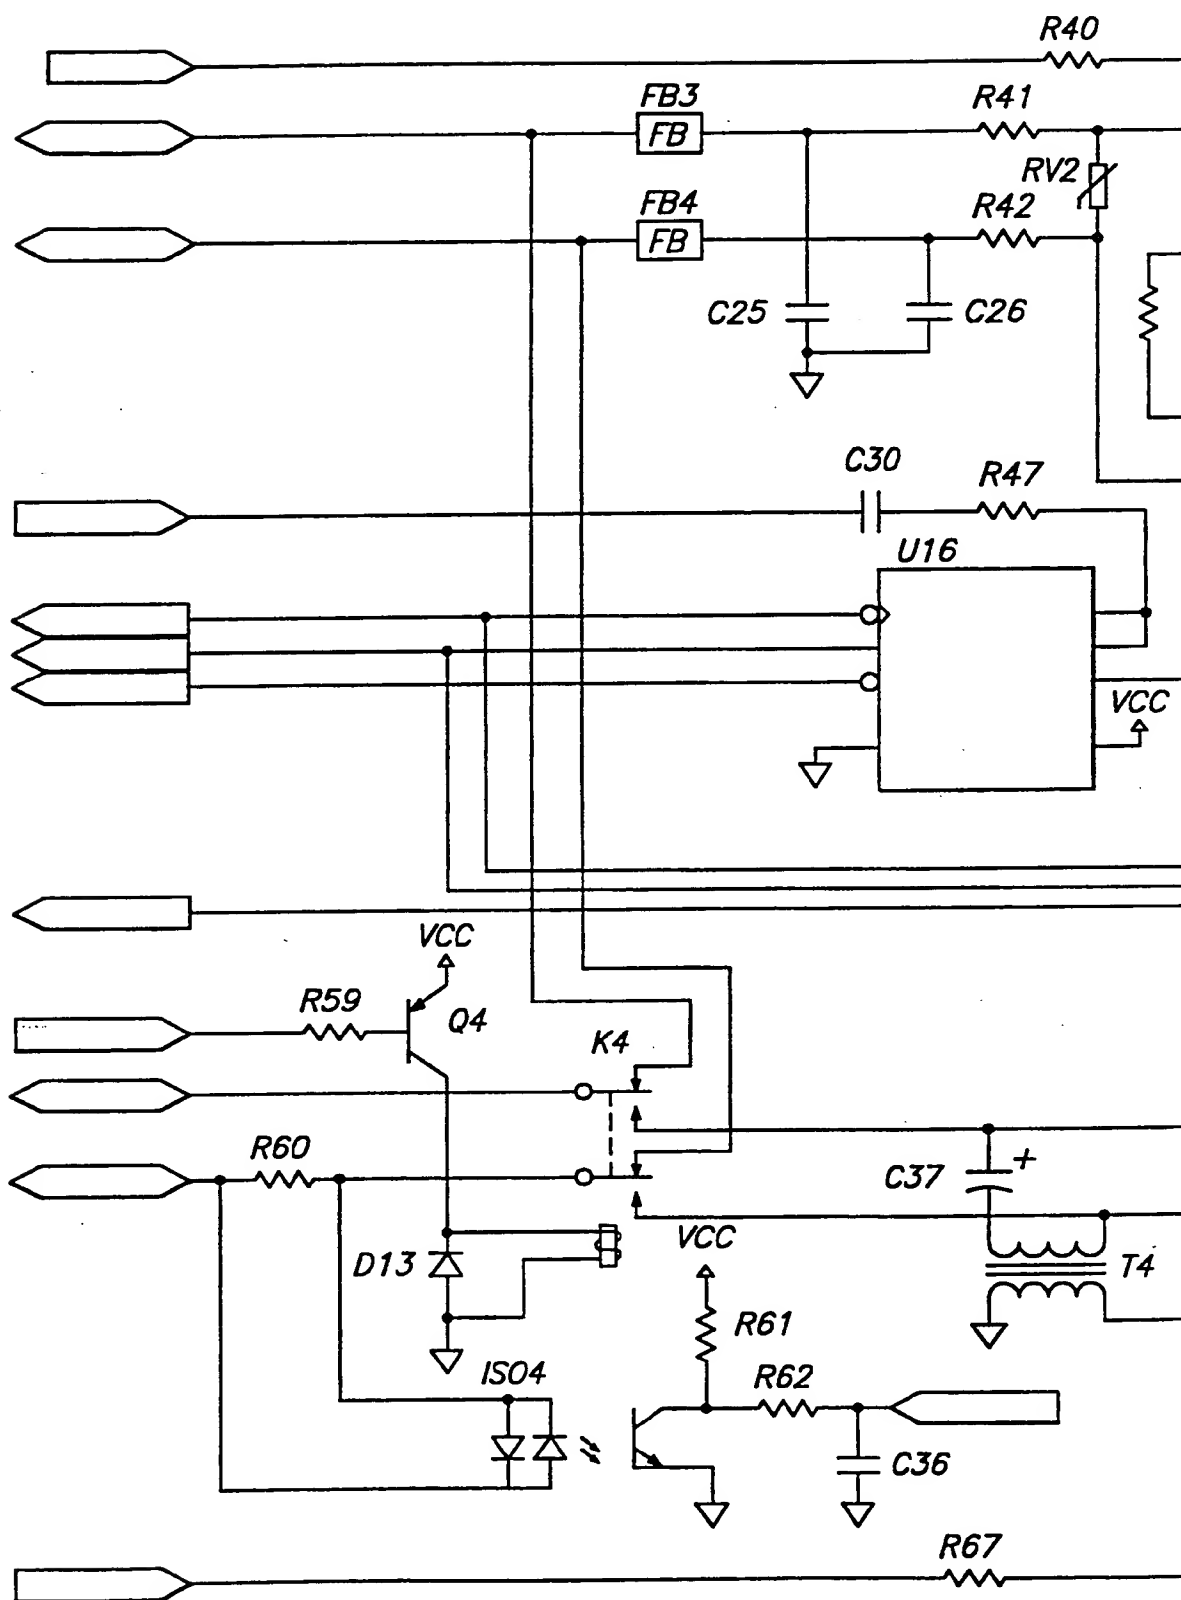 R40
FB3
R41
FB
RV2
FB4
R42
FB
C25
C26
C30
R47
U16
VCC
VCC
R59
Q4
K4
R60
C37
+
VCC
D13
T4
R61
ISO4
R62
C36
R67